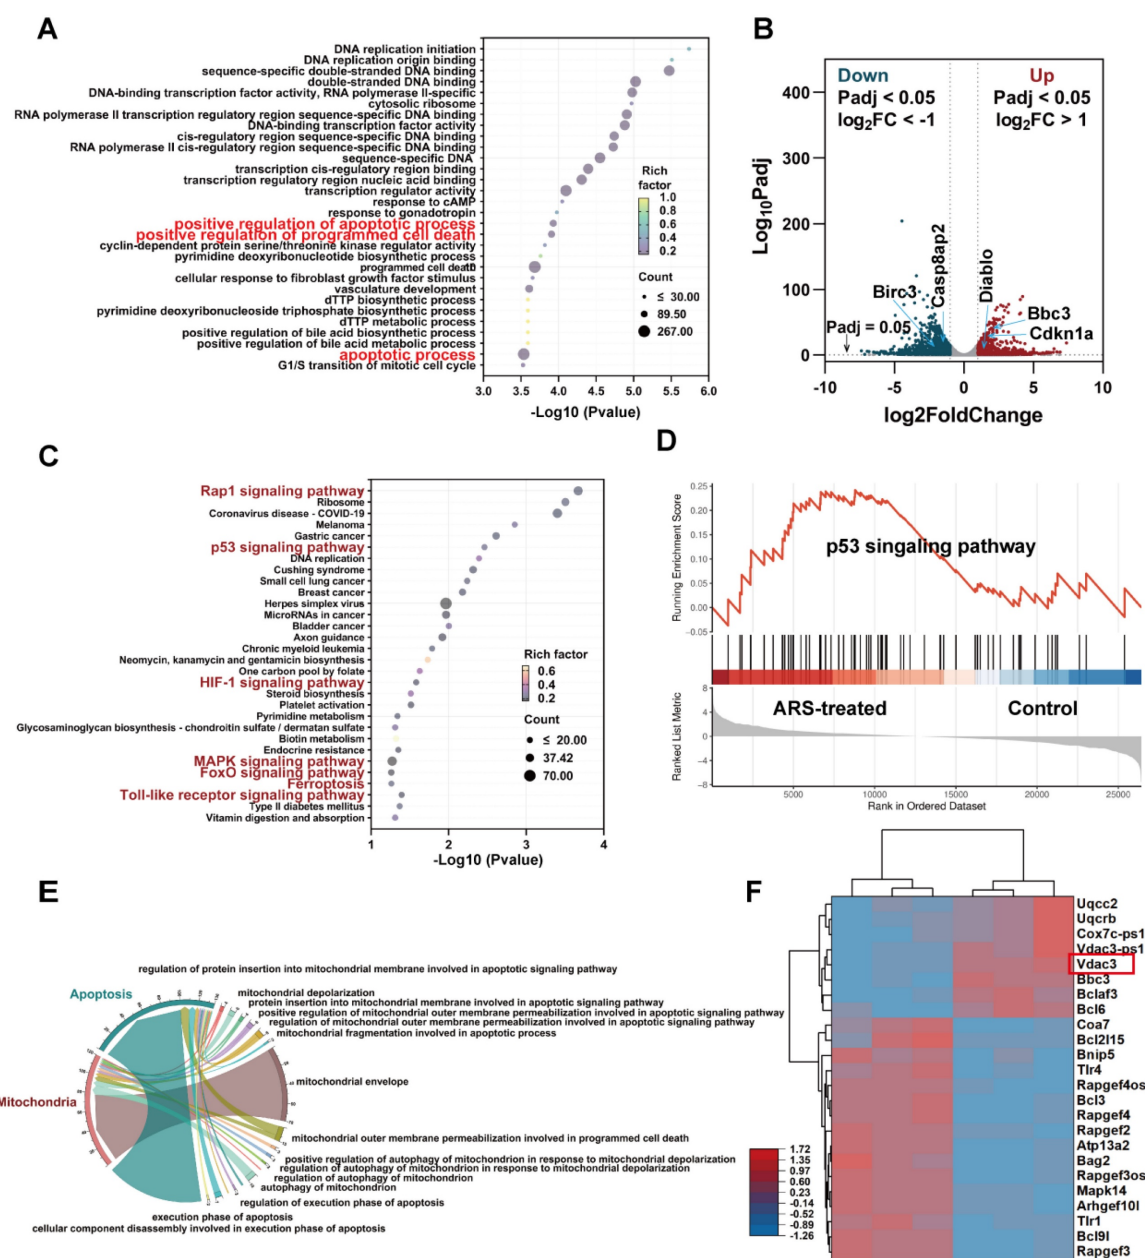 A
DNA replication initiation
DNA replication origin binding
sequence-specific double-stranded DNA binding
double-stranded DNA binding
DNA-binding transcription factor activity, RNA polymerase II-specific
cytosolic ribosome
RNA polymerase II transcription regulatory region sequence-specific DNA binding
DNA-binding transcription factor activity
cis-regulatory region sequence-specific DNA binding
RNA polymerase II cis-regulatory region sequence-specific DNA binding
sequence-specific DNA
transcription cis-regulatory region binding
transcription regulatory region nucleic acid binding
transcription regulator activity
response to cAMP
response to gonadotropin
positive regulation of apoptotic process
positive regulation of programmed cell death
cyclin-dependent protein serine/threonine kinase regulator activity
pyrimidine deoxyribonucleotide biosynthetic process
programmed cell death
cellular response to fibroblast growth factor stimulus
vasculature development
dTTP biosynthetic process
pyrimidine deoxyribonucleoside triphosphate biosynthetic process
dTTP metabolic process
positive regulation of bile acid biosynthetic process
positive regulation of bile acid metabolic process
apoptotic process
G1/S transition of mitotic cell cycle
3.0 3.5 4.0 4.5 5.0 5.5 6.0
-Log10 (Pvalue)
Rich
factor
1.0
0.8
0.6
0.4
0.2
Count
≤ 30.00
89.50
267.00
B
Down
Padj < 0.05
log2FC < -1
Up
Padj < 0.05
log2FC > 1
Log10Padj
400
300
200
100
0
Birc3
Casp8ap2
Diablo
Bbc3
Cdkn1a
Padj = 0.05
-10 -5 0 5 10
log2FoldChange
C
Rap1 signaling pathway
Ribosome
Coronavirus disease - COVID-19
Melanoma
Gastric cancer
p53 signaling pathway
DNA replication
Cushing syndrome
Small cell lung cancer
Breast cancer
Herpes simplex virus
MicroRNAs in cancer
Bladder cancer
Axon guidance
Chronic myeloid leukemia
Neomycin, kanamycin and gentamicin biosynthesis
One carbon pool by folate
HIF-1 signaling pathway
Steroid biosynthesis
Platelet activation
Pyrimidine metabolism
Glycosaminoglycan biosynthesis - chondroitin sulfate / dermatan sulfate
Biotin metabolism
Endocrine resistance
MAPK signaling pathway
FoxO signaling pathway
Ferroptosis
Toll-like receptor signaling pathway
Type II diabetes mellitus
Vitamin digestion and absorption
1 2 3 4
-Log10 (Pvalue)
Rich factor
0.6
0.4
0.2
Count
≤ 20.00
37.42
70.00
D
Running Enrichment Score
0.25
0.20
0.15
0.10
0.05
0.00
-0.05
p53 singaling pathway
Ranked List Metric
8
4
0
-4
-8
ARS-treated
Control
5000 10000 15000 20000 25000
Rank in Ordered Dataset
E
Apoptosis
Mitochondria
regulation of protein insertion into mitochondrial membrane involved in apoptotic signaling pathway
mitochondrial depolarization
protein insertion into mitochondrial membrane involved in apoptotic signaling pathway
positive regulation of mitochondrial outer membrane permeabilization involved in apoptotic signaling pathway
regulation of mitochondrial outer membrane permeabilization involved in apoptotic signaling pathway
mitochondrial fragmentation involved in apoptotic process
mitochondrial envelope
mitochondrial outer membrane permeabilization involved in programmed cell death
positive regulation of autophagy of mitochondrion in response to mitochondrial depolarization
regulation of autophagy of mitochondrion in response to mitochondrial depolarization
regulation of autophagy of mitochondrion
autophagy of mitochondrion
regulation of execution phase of apoptosis
execution phase of apoptosis
cellular component disassembly involved in execution phase of apoptosis
F
Uqcc2
Uqcrb
Cox7c-ps1
Vdac3-ps1
Vdac3
Bbc3
Bclaf3
Bcl6
Coa7
Bcl2l15
Bnip5
Tlr4
Rapgef4os
Bcl3
Rapgef4
Rapgef2
Atp13a2
Bag2
Rapgef3os
Mapk14
Arhgef10l
Tlr1
Bcl9l
Rapgef3
1.72
1.35
0.97
0.60
0.23
-0.14
-0.52
-0.89
-1.26